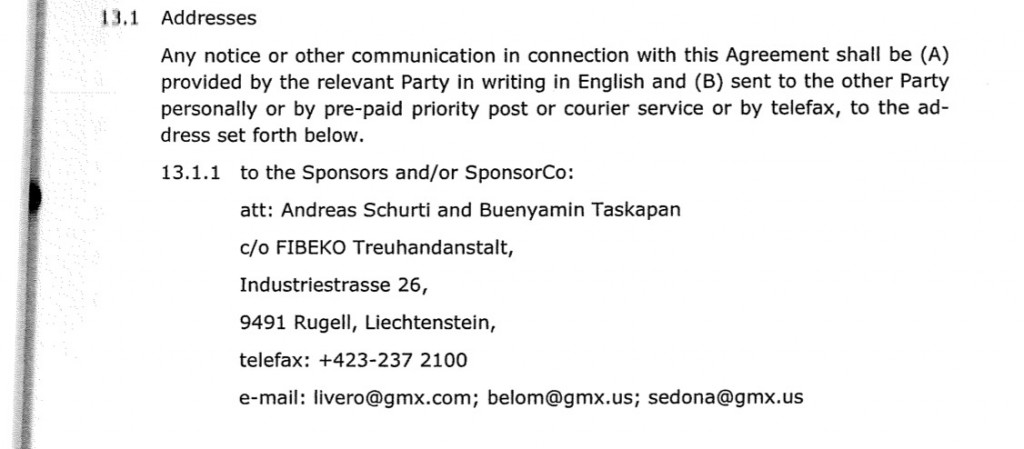 13.1 Addresses
Any notice or other communication in connection with this Agreement shall be (A)
provided by the relevant Party in writing in English and (B) sent to the other Party
personally or by pre-paid priority post or courier service or by telefax, to the ad-
dress set forth below.
13.1.1 to the Sponsors and/or SponsorCo:
att: Andreas Schurti and Buenyamin Taskapan
c/o FIBEKO Treuhandanstalt,
Industriestrasse 26,
9491 Rugell, Liechtenstein,
telefax: +423-237 2100
e-mail: livero@gmx.com; belom@gmx.us; sedona@gmx.us